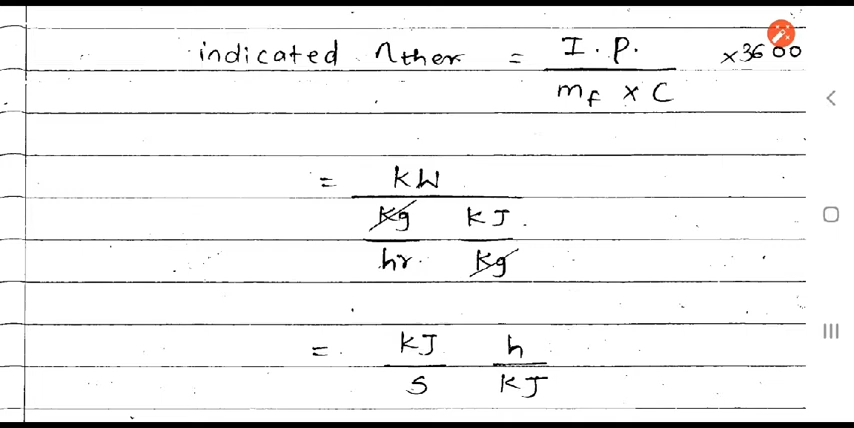 indicated ηther = I.P. / mf × C ×3600
= kW / (Kg/hr. KJ/Kg)
= KJ/s h/KJ